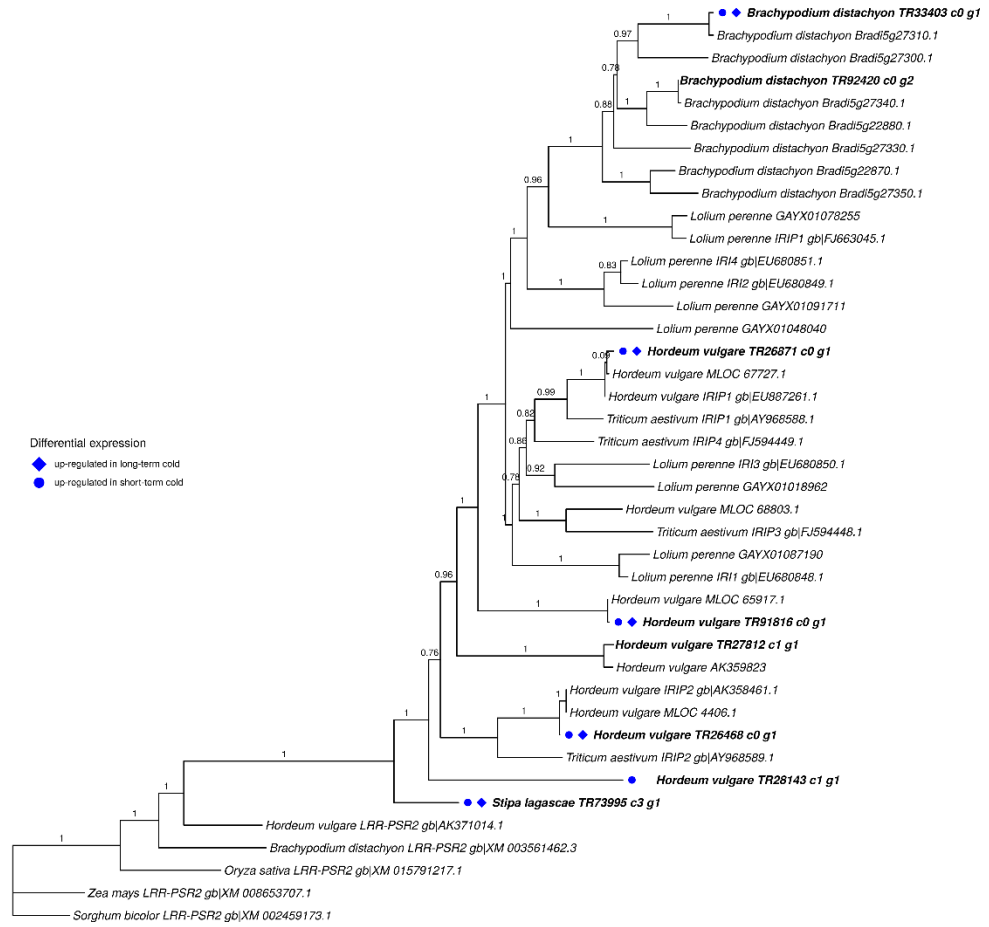 Brachypodium distachyon TR33403 c0 g1
1
Brachypodium distachyon Bradi5g27310.1
0.97
Brachypodium distachyon Bradi5g27300.1
0.78
Brachypodium distachyon TR92420 c0 g2
1
Brachypodium distachyon Bradi5g27340.1
0.88
1
Brachypodium distachyon Bradi5g22880.1
Brachypodium distachyon Bradi5g27330.1
1
Brachypodium distachyon Bradi5g22870.1
1
Brachypodium distachyon Bradi5g27350.1
0.96
Lolium perenne GAYX01078255
1
Lolium perenne IRIP1 gb|FJ663045.1
1
Lolium perenne IRI4 gb|EU680851.1
0.83
Lolium perenne IRI2 gb|EU680849.1
1
1
Lolium perenne GAYX01091711
Lolium perenne GAYX01048040
Hordeum vulgare TR26871 c0 g1
0.09
Hordeum vulgare MLOC 67727.1
1
Hordeum vulgare IRIP1 gb|EU887261.1
0.99
1
Triticum aestivum IRIP1 gb|AY968588.1
0.82
Triticum aestivum IRIP4 gb|FJ594449.1
0.86
Differential expression
Lolium perenne IRI3 gb|EU680850.1
up-regulated in long-term cold
0.92
0.78
up-regulated in short-term cold
Lolium perenne GAYX01018962
1
Hordeum vulgare MLOC 68803.1
1
1
Triticum aestivum IRIP3 gb|FJ594448.1
Lolium perenne GAYX01087190
1
Lolium perenne IRI1 gb|EU680848.1
0.96
Hordeum vulgare MLOC 65917.1
1
Hordeum vulgare TR91816 c0 g1
Hordeum vulgare TR27812 c1 g1
1
0.76
Hordeum vulgare AK359823
Hordeum vulgare IRIP2 gb|AK358461.1
1
Hordeum vulgare MLOC 4406.1
1
1
Hordeum vulgare TR26468 c0 g1
1
Triticum aestivum IRIP2 gb|AY968589.1
1
Hordeum vulgare TR28143 c1 g1
Stipa lagascae TR73995 c3 g1
1
Hordeum vulgare LRR-PSR2 gb|AK371014.1
1
Brachypodium distachyon LRR-PSR2 gb|XM 003561462.3
Oryza sativa LRR-PSR2 gb|XM 015791217.1
Zea mays LRR-PSR2 gb|XM 008653707.1
Sorghum bicolor LRR-PSR2 gb|XM 002459173.1